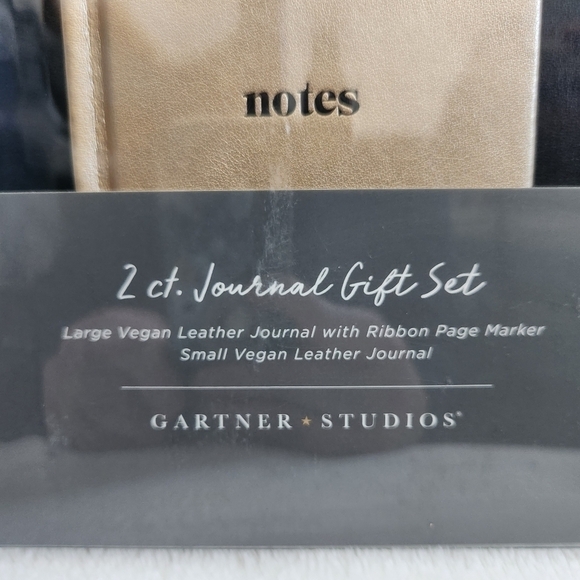 notes
2 ct. Journal Gift Set
Large Vegan Leather Journal with Ribbon Page Marker
Small Vegan Leather Journal
GARTNER ★ STUDIOS®